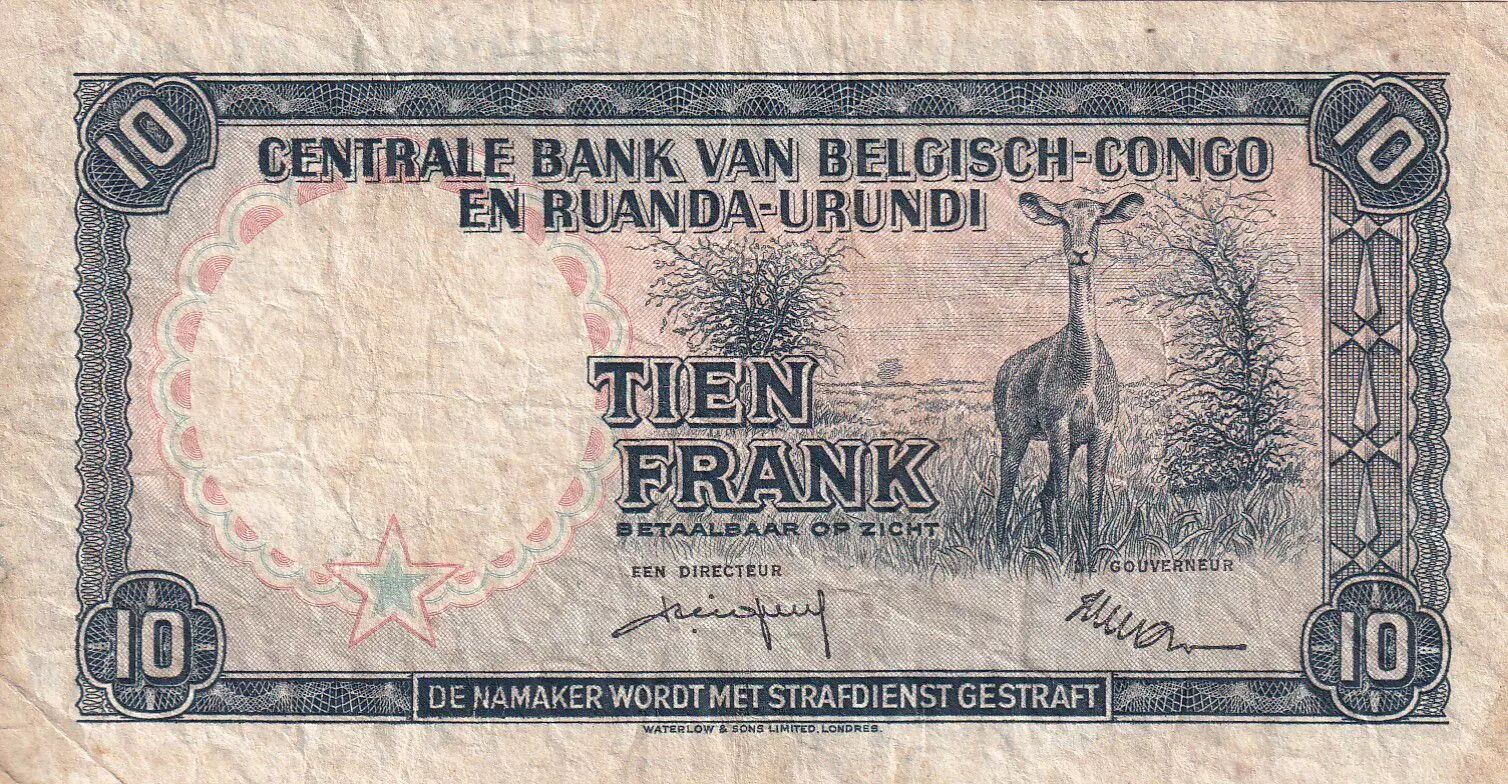 10
10
CENTRALE BANK VAN BELGISCH-CONGO
EN RUANDA-URUNDI
TIEN
FRANK
BETAALBAAR OP ZICHT
EEN DIRECTEUR
DE GOUVERNEUR
10
10
DE NAMAKER WORDT MET STRAFDIENST GESTRAFT
WATERLOW & SONS LIMITED, LONDRES.